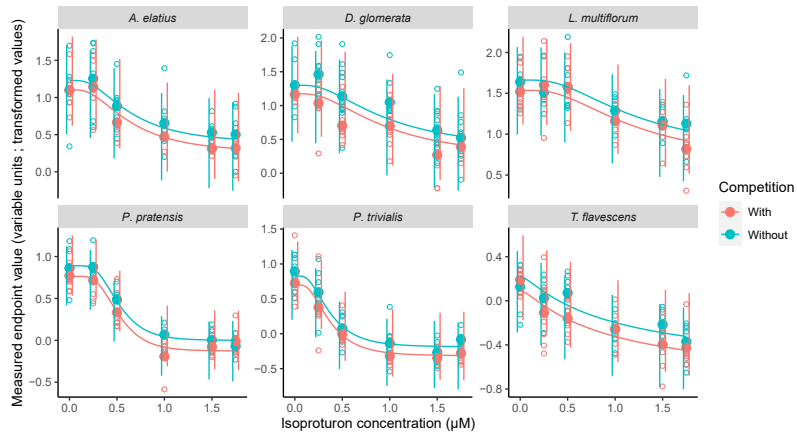 A. elatius
D. glomerata
L. multiflorum
2.0
1.5
1.0
0.5
0.0
1.5
1.0
0.5
0.0
2.0
1.5
1.0
0.5
P. pratensis
P. trivialis
T. flavescens
1.0
0.5
0.0
−0.5
1.5
1.0
0.5
0.0
−0.5
0.4
0.0
−0.4
−0.8
0.0 0.5 1.0 1.5
0.0 0.5 1.0 1.5
0.0 0.5 1.0 1.5
Isoproturon concentration (μM)
Measured endpoint value (variable units ; transformed values)
Competition
With
Without